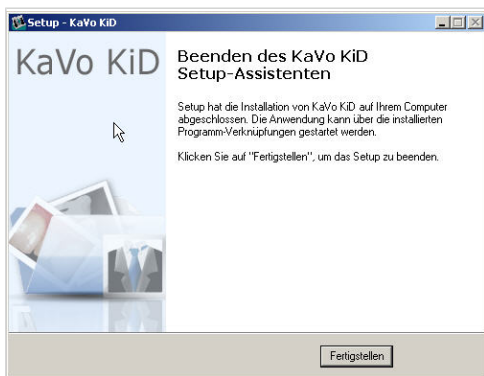 Setup - KaVo KiD
KaVo KiD
Beenden des KaVo KiD
Setup-Assistenten
Setup hat die Installation von KaVo KiD auf Ihrem Computer
abgeschlossen. Die Anwendung kann über die installierten
Programm-Verknüpfungen gestartet werden.
Klicken Sie auf "Fertigstellen", um das Setup zu beenden.
Fertigstellen